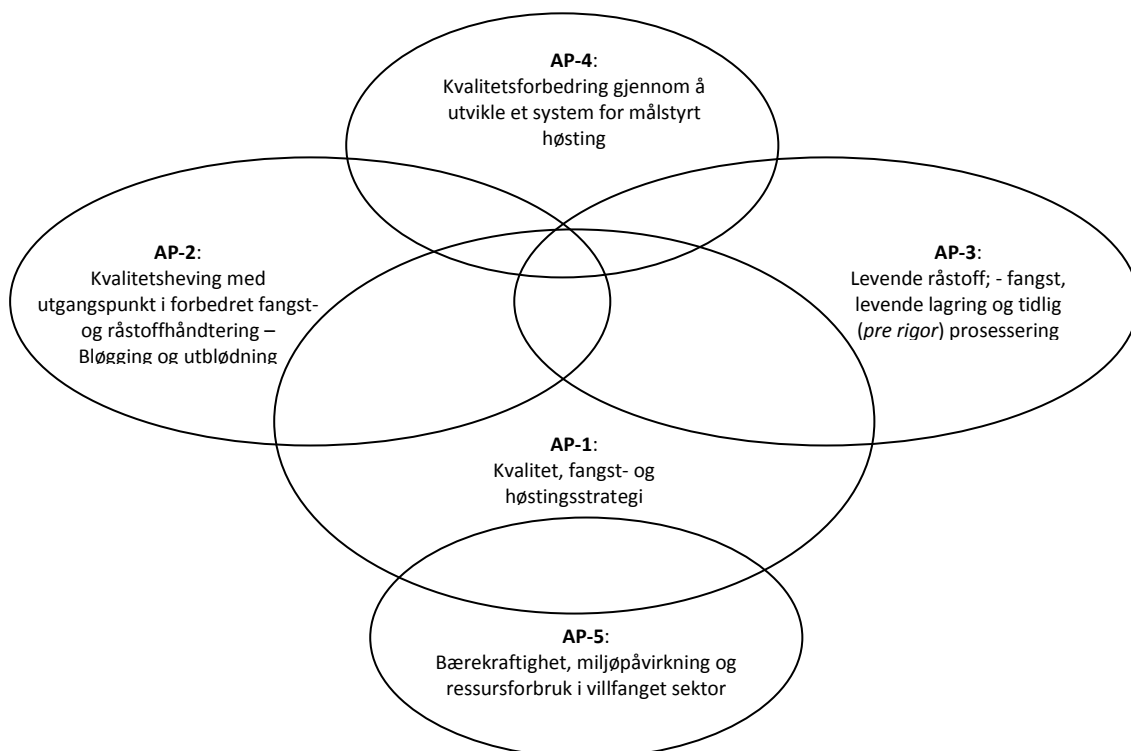 AP-4:
Kvalitetsforbedring gjennom å
utvikle et system for målstyrt
høsting
AP-2:
Kvalitetsheving med
utgangspunkt i forbedret fangst-
og råstoffhåndtering –
Bløgging og utblødning
AP-3:
Levende råstoff; - fangst,
levende lagring og tidlig
(pre rigor) prosessering
AP-1:
Kvalitet, fangst- og
høstingsstrategi
AP-5:
Bærekraftighet, miljøpåvirkning og
ressursforbruk i villfanget sektor